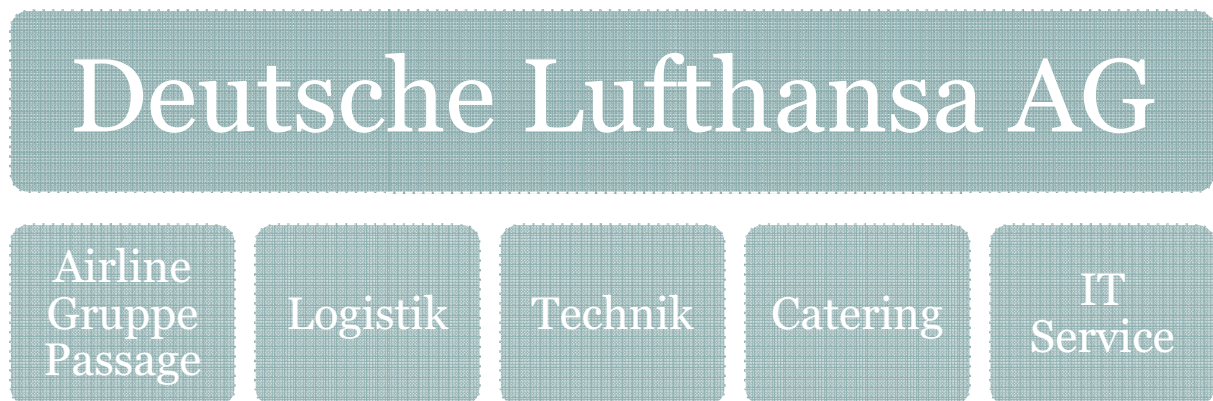 Deutsche Lufthansa AG
Airline
Gruppe
Passage
Logistik
Technik
Catering
IT
Service